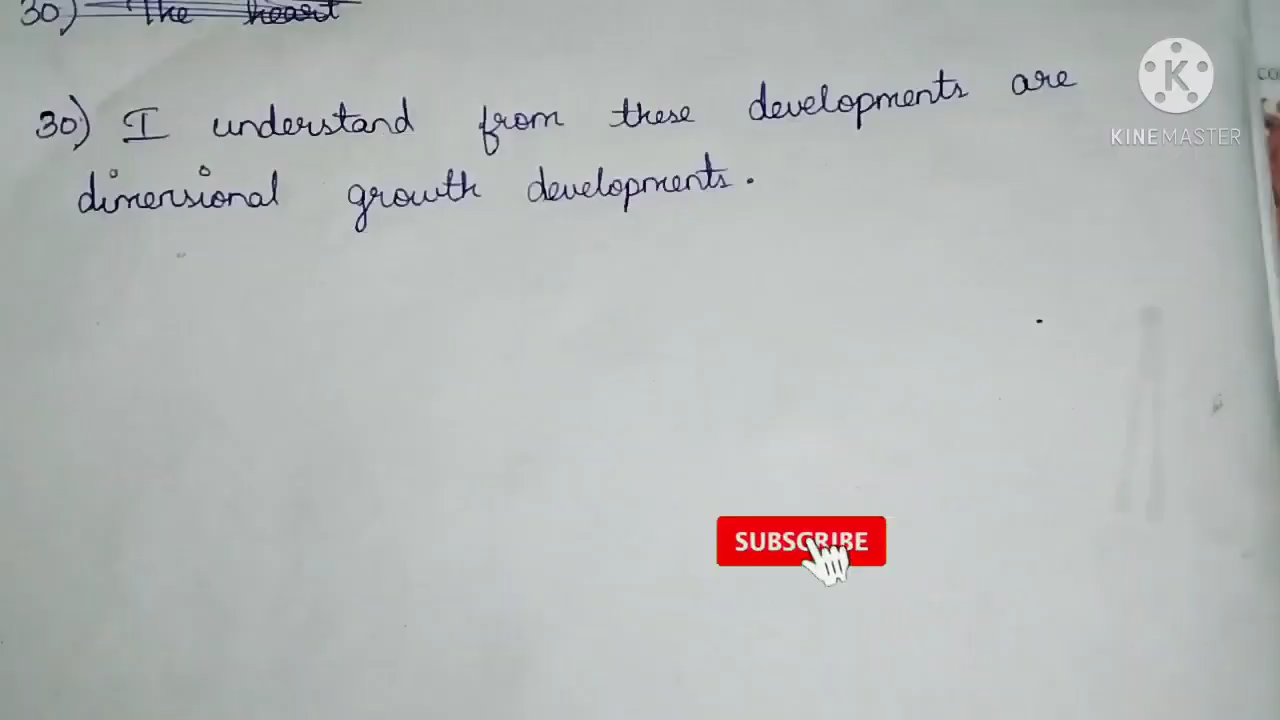 30) The heart
30) I understand from these developments are
dimensional growth developments.
KINEMASTER
SUBSCRIBE